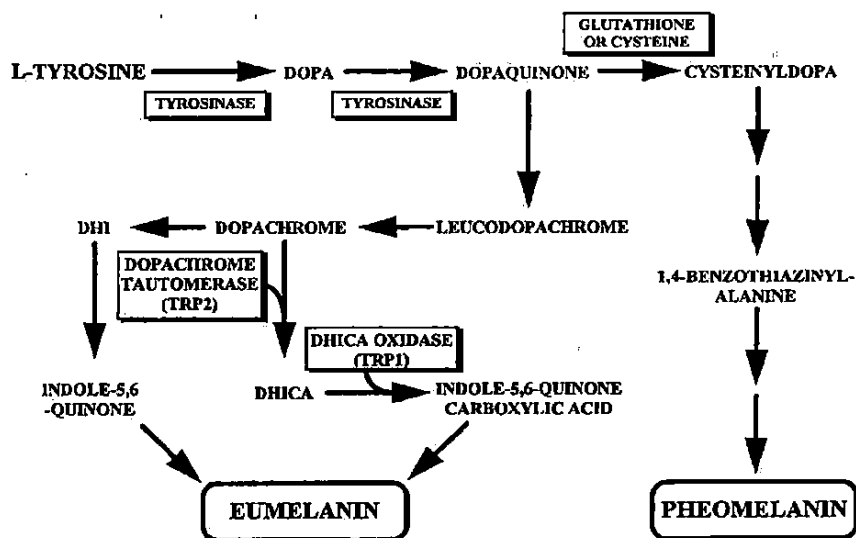 GLUTATHIONE
OR CYSTEINE
L-TYROSINE
DOPA
DOPAQUINONE
CYSTEINYLDOPA
TYROSINASE
TYROSINASE
DHI
DOPACHROME
LEUCODOPACHROME
DOPACHROME
TAUTOMERASE
(TRP2)
1,4-BENZOTHIAZINYL-
ALANINE
DHICA OXIDASE
(TRP1)
INDOLE-5,6
-QUINONE
DHICA
INDOLE-5,6-QUINONE
CARBOXYLIC ACID
EUMELANIN
PHEOMELANIN